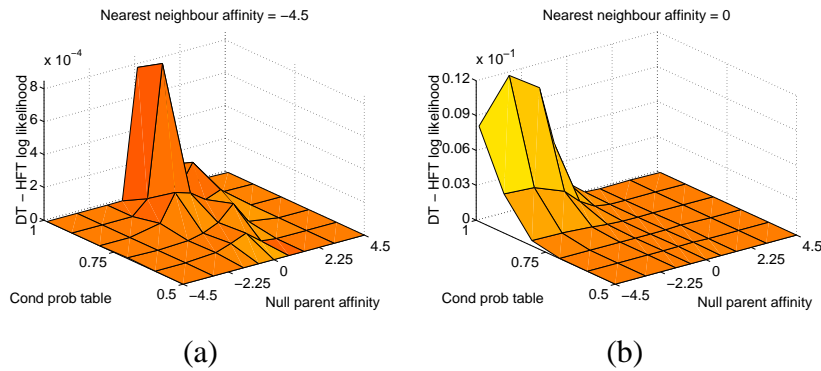 Nearest neighbour affinity = −4.5
x 10⁻⁴
8
6
4
2
0
1
0.75
0.5
−4.5
−2.25
0
2.25
4.5
DT − HFT log likelihood
Cond prob table
Null parent affinity
(a)
Nearest neighbour affinity = 0
x 10⁻¹
0.12
0.09
0.06
0.03
0
1
0.75
0.5
−4.5
−2.25
0
2.25
4.5
DT − HFT log likelihood
Cond prob table
Null parent affinity
(b)